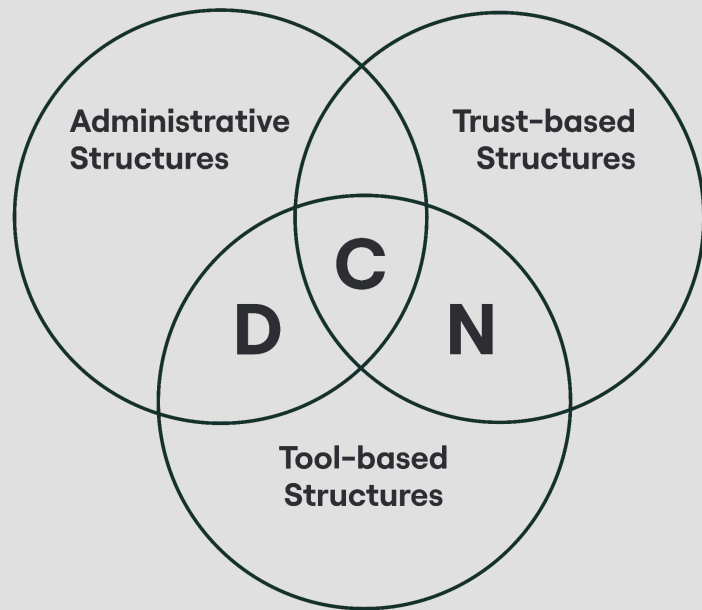 Administrative
Structures
Trust-based
Structures
C
D
N
Tool-based
Structures